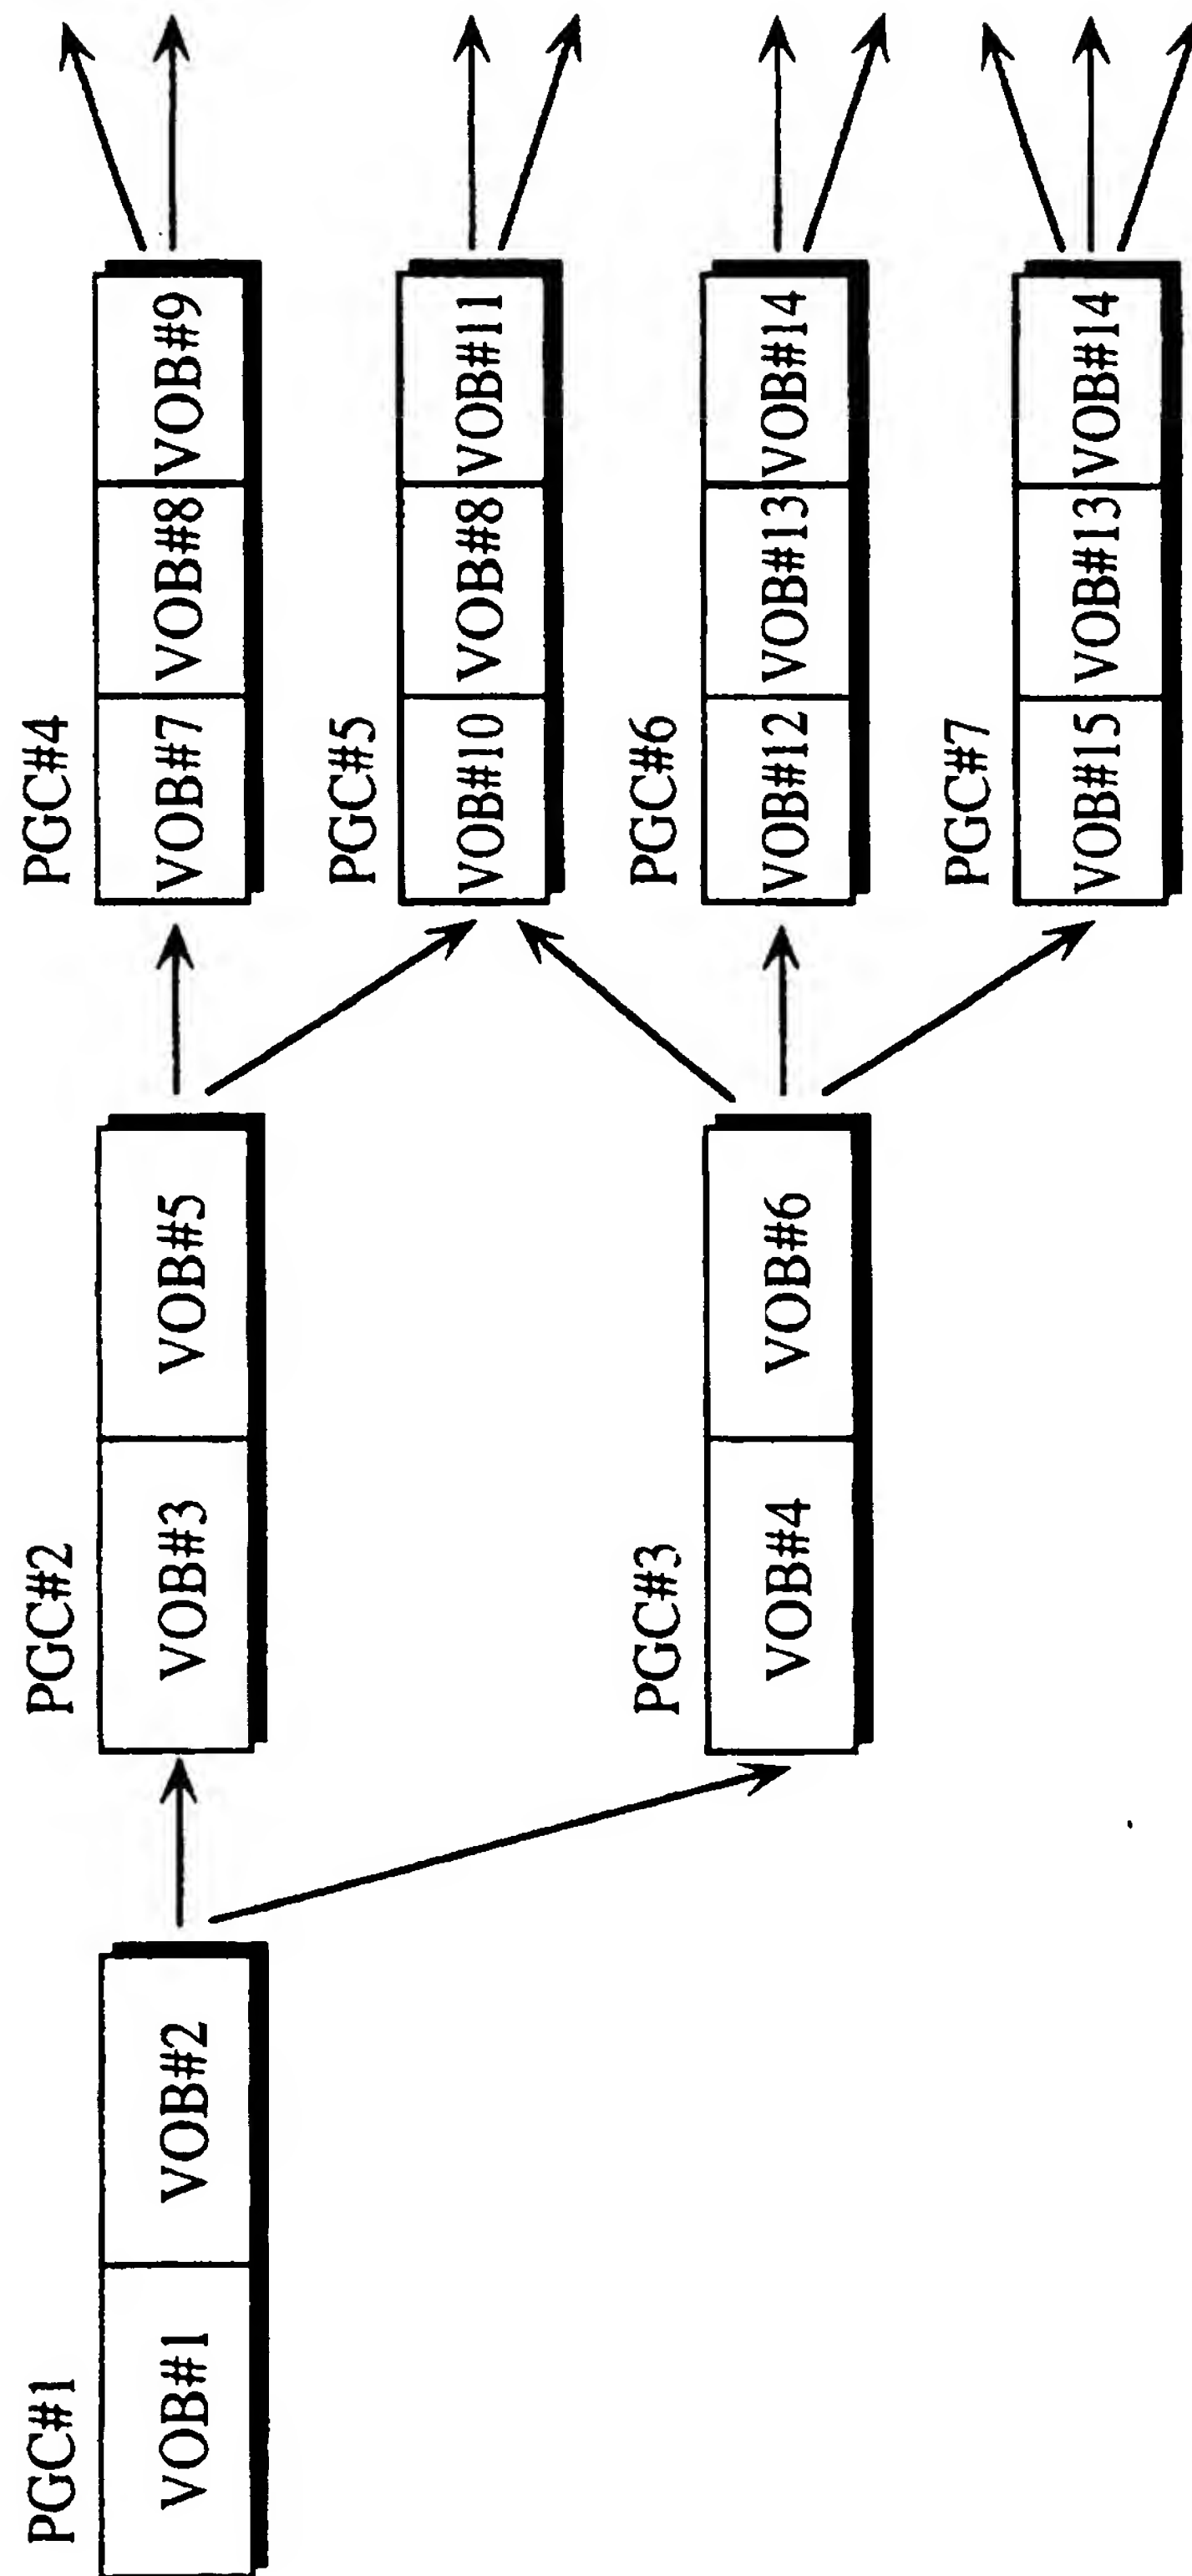 PGC#1
VOB#1 VOB#2
PGC#2
VOB#3 VOB#5
PGC#3
VOB#4 VOB#6
PGC#4
VOB#7 VOB#8 VOB#9
PGC#5
VOB#10 VOB#8 VOB#11
PGC#6
VOB#12 VOB#13 VOB#14
PGC#7
VOB#15 VOB#13 VOB#14